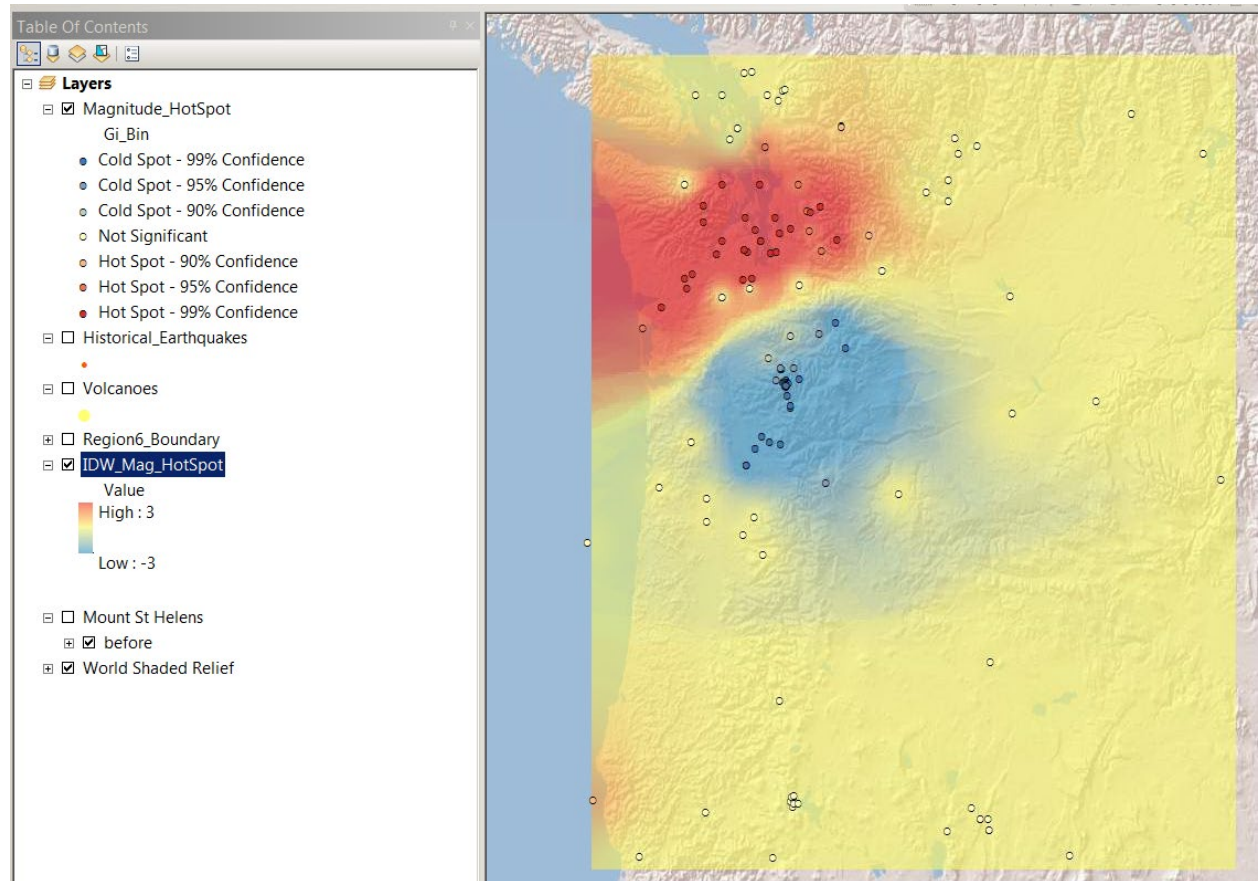 Table Of Contents
Layers
Magnitude_HotSpot
Gi_Bin
Cold Spot - 99% Confidence
Cold Spot - 95% Confidence
Cold Spot - 90% Confidence
Not Significant
Hot Spot - 90% Confidence
Hot Spot - 95% Confidence
Hot Spot - 99% Confidence
Historical_Earthquakes
Volcanoes
Region6_Boundary
IDW_Mag_HotSpot
Value
High : 3
Low : -3
Mount St Helens
before
World Shaded Relief